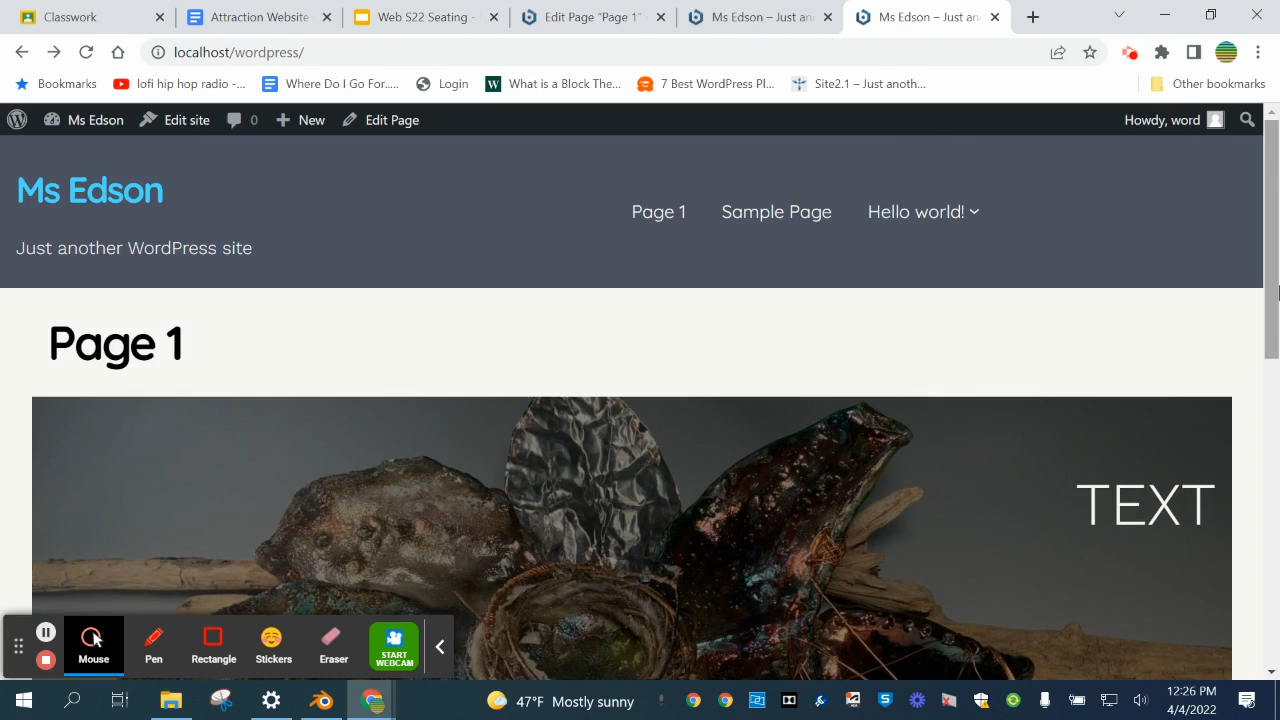 Classwork
Attraction Website
Web S22 Seating -
Edit Page "Page 1"
Ms Edson – Just an
Ms Edson – Just an
localhost/wordpress/
Bookmarks
lofi hip hop radio -...
Where Do I Go For....
Login
What is a Block The...
7 Best WordPress Pl...
Site2.1 – Just anoth...
Other bookmarks
Ms Edson
Edit site
0
New
Edit Page
Howdy, word
Ms Edson
Page 1
Sample Page
Hello world!
Just another WordPress site
Page 1
TEXT
Mouse
Pen
Rectangle
Stickers
Eraser
START
WEBCAM
47°F Mostly sunny
12:26 PM
4/4/2022